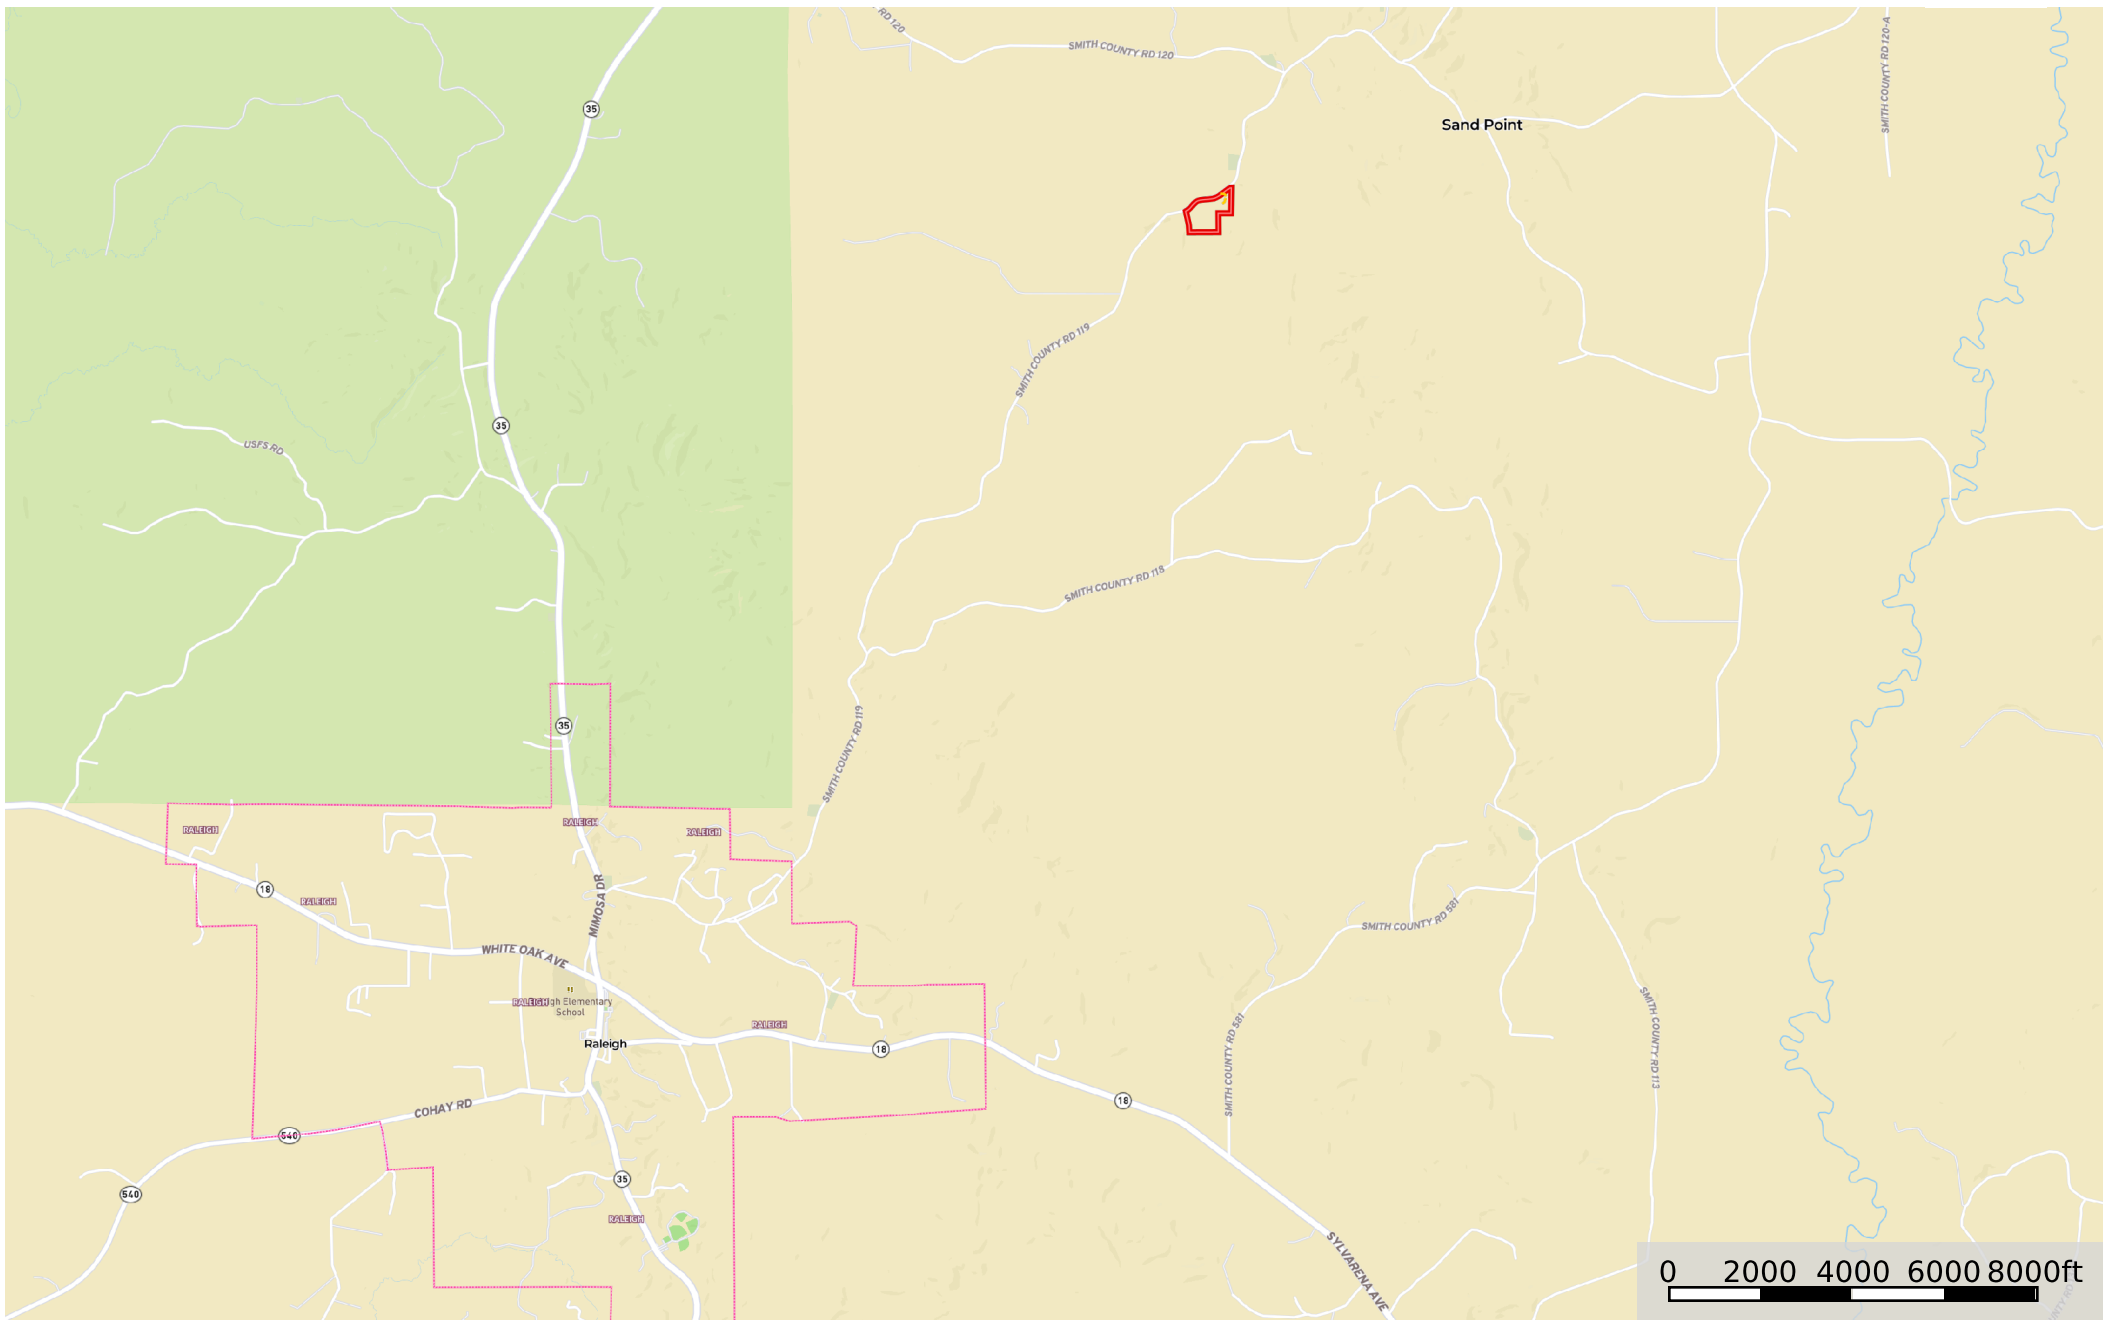 RD 120
SMITH COUNTY RD 120
SMITH COUNTY RD 120-A
35
Sand Point
SMITH COUNTY RD 119
35
USFS RD
SMITH COUNTY RD 118
35
SMITH COUNTY RD 119
RALEIGH
RALEIGH
RALEIGH
18
RALEIGH
MIMOSA DR
SMITH COUNTY RD 581
WHITE OAK AVE
RALEIGH
gh Elementary
School
RALEIGH
SMITH COUNTY RD 113
Raleigh
18
SMITH COUNTY RD 581
18
COHAY RD
540
540
35
RALEIGH
SYLVARENA AVE
0 2000 4000 6000 8000ft